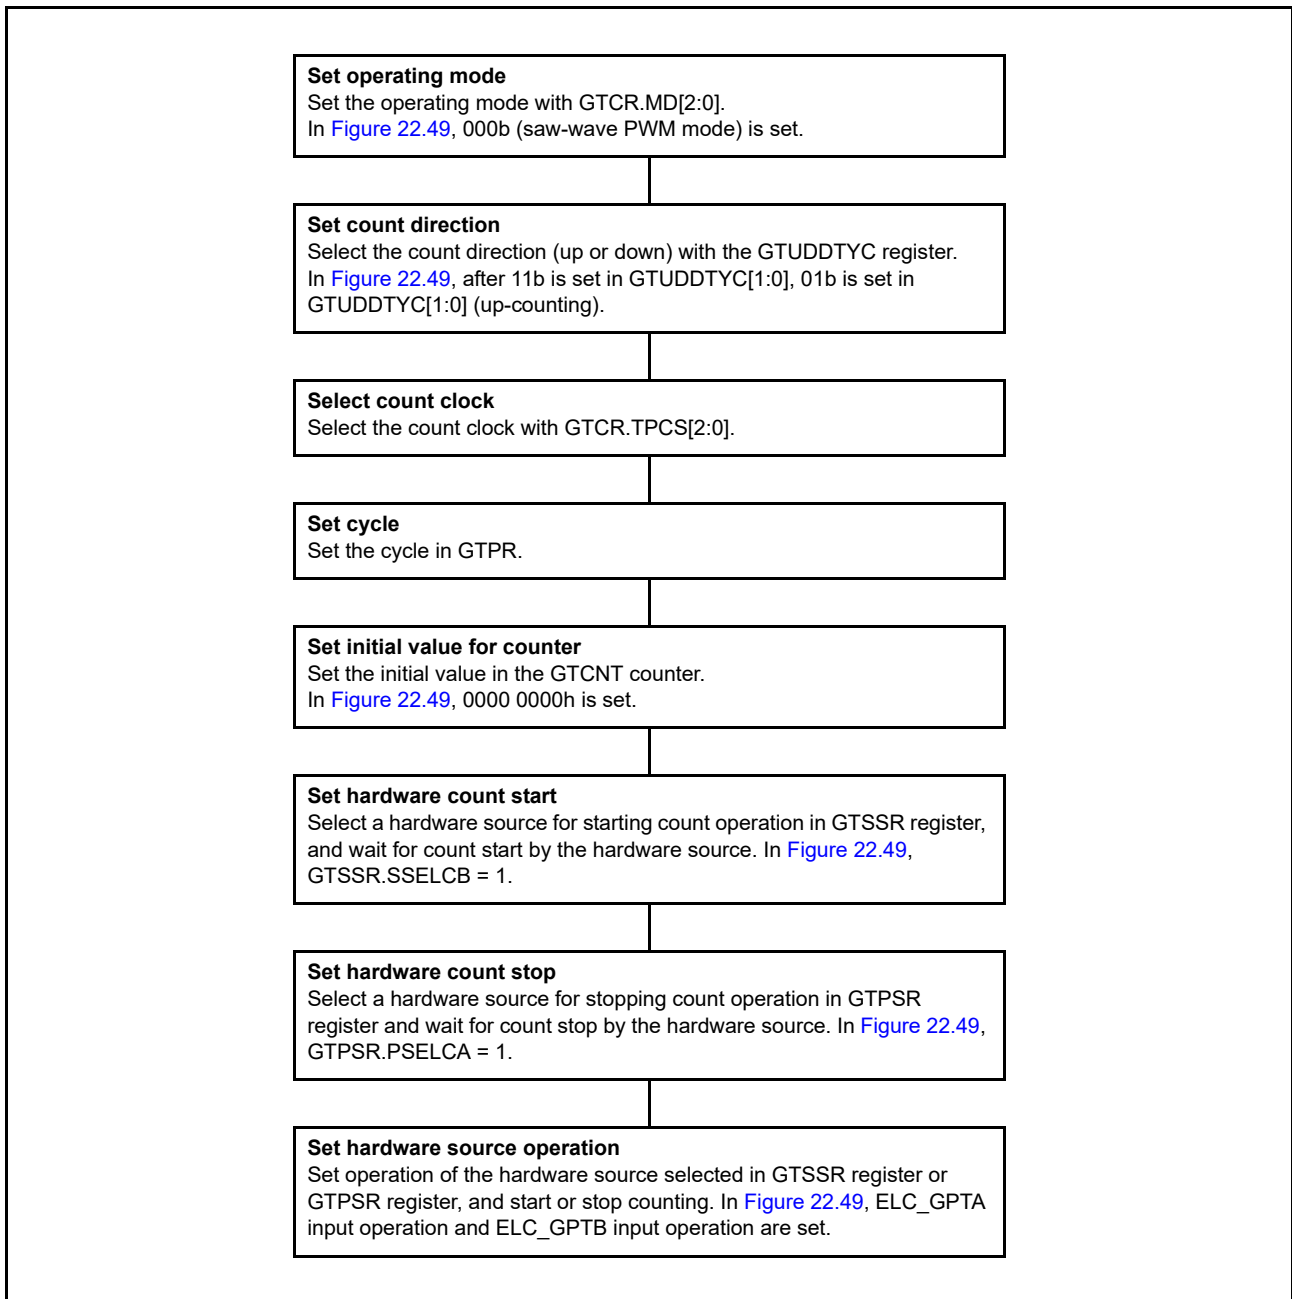 Set operating mode
Set the operating mode with GTCR.MD[2:0].
In Figure 22.49, 000b (saw-wave PWM mode) is set.
Set count direction
Select the count direction (up or down) with the GTUDDTYC register.
In Figure 22.49, after 11b is set in GTUDDTYC[1:0], 01b is set in
GTUDDTYC[1:0] (up-counting).
Select count clock
Select the count clock with GTCR.TPCS[2:0].
Set cycle
Set the cycle in GTPR.
Set initial value for counter
Set the initial value in the GTCNT counter.
In Figure 22.49, 0000 0000h is set.
Set hardware count start
Select a hardware source for starting count operation in GTSSR register,
and wait for count start by the hardware source. In Figure 22.49,
GTSSR.SSELCB = 1.
Set hardware count stop
Select a hardware source for stopping count operation in GTPSR
register and wait for count stop by the hardware source. In Figure 22.49,
GTPSR.PSELCA = 1.
Set hardware source operation
Set operation of the hardware source selected in GTSSR register or
GTPSR register, and start or stop counting. In Figure 22.49, ELC_GPTA
input operation and ELC_GPTB input operation are set.